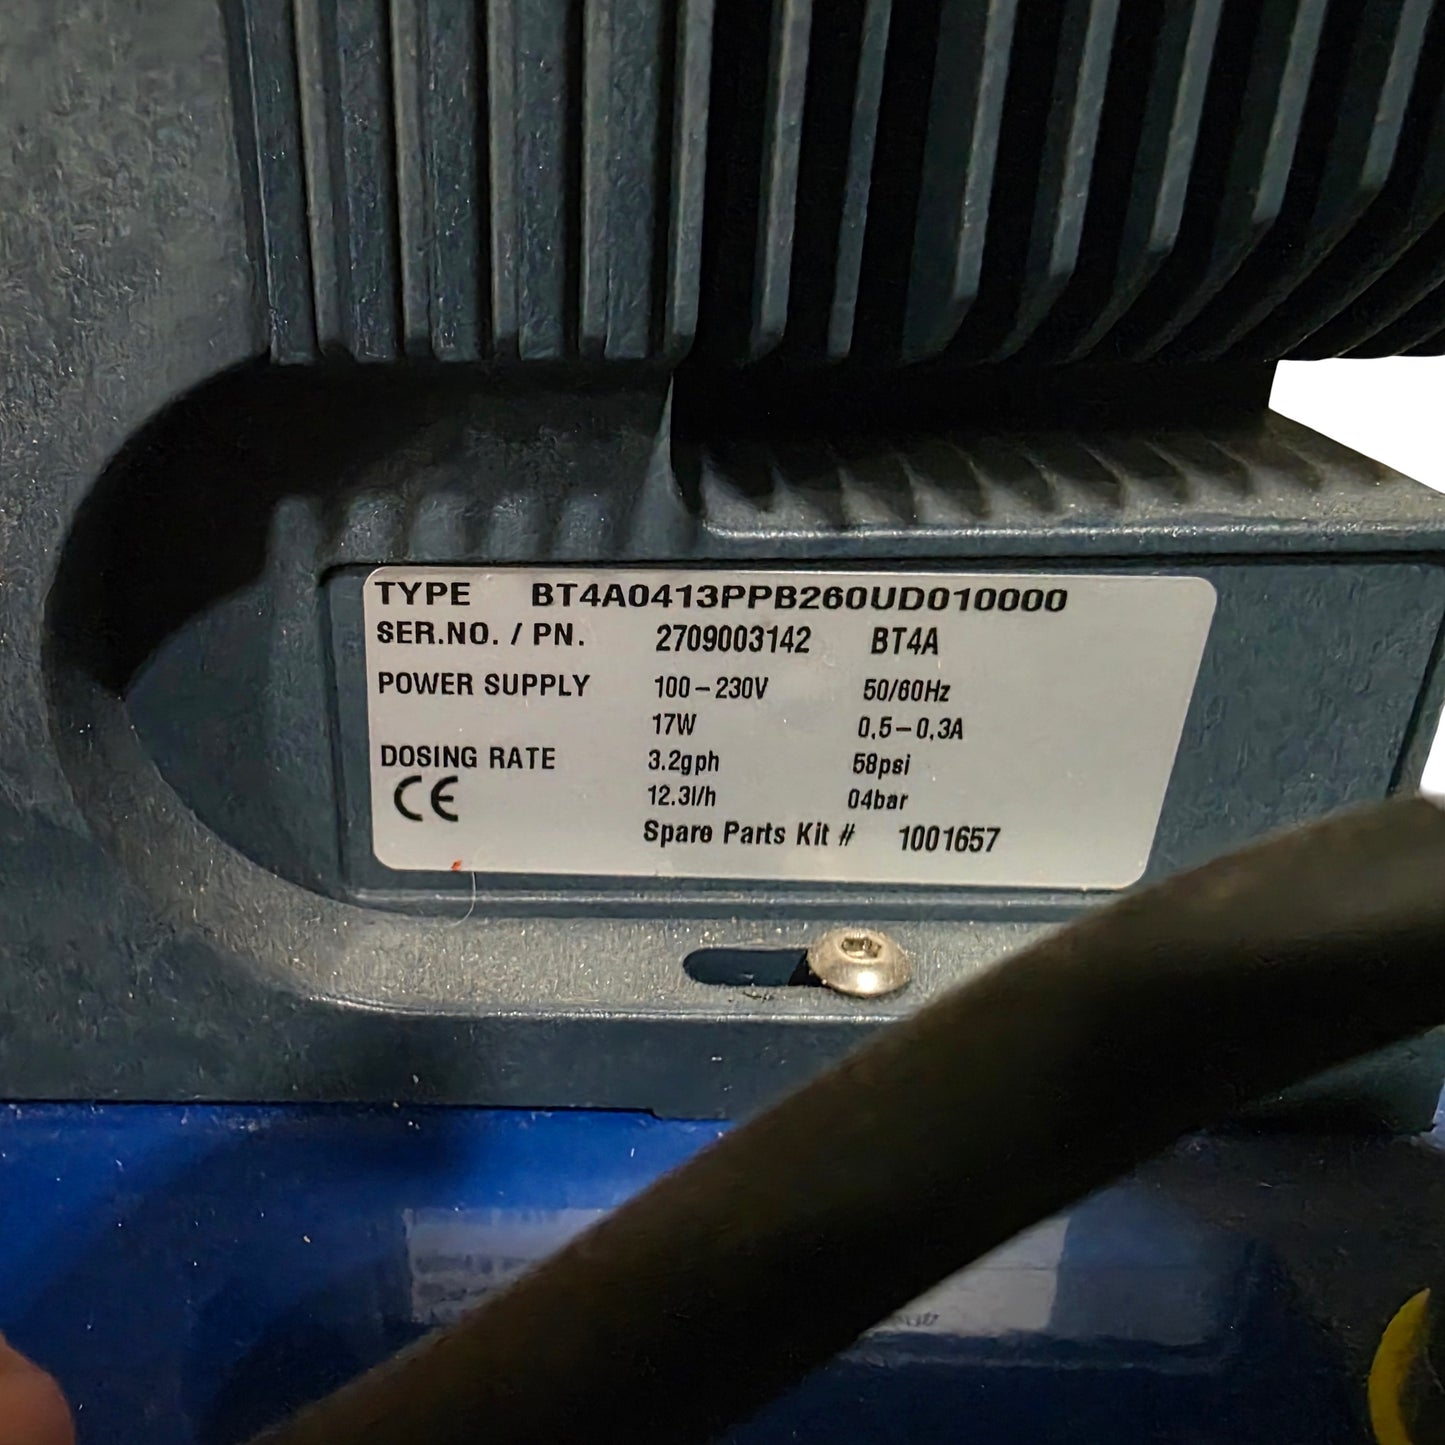 TYPE BT4A0413PPB260UD010000
SER.NO. / PN. 2709003142 BT4A
POWER SUPPLY 100-230V 50/60Hz
17W 0,5-0,3A
DOSING RATE 3.2gph 58psi
CE 12.3l/h 04bar
Spare Parts Kit # 1001657